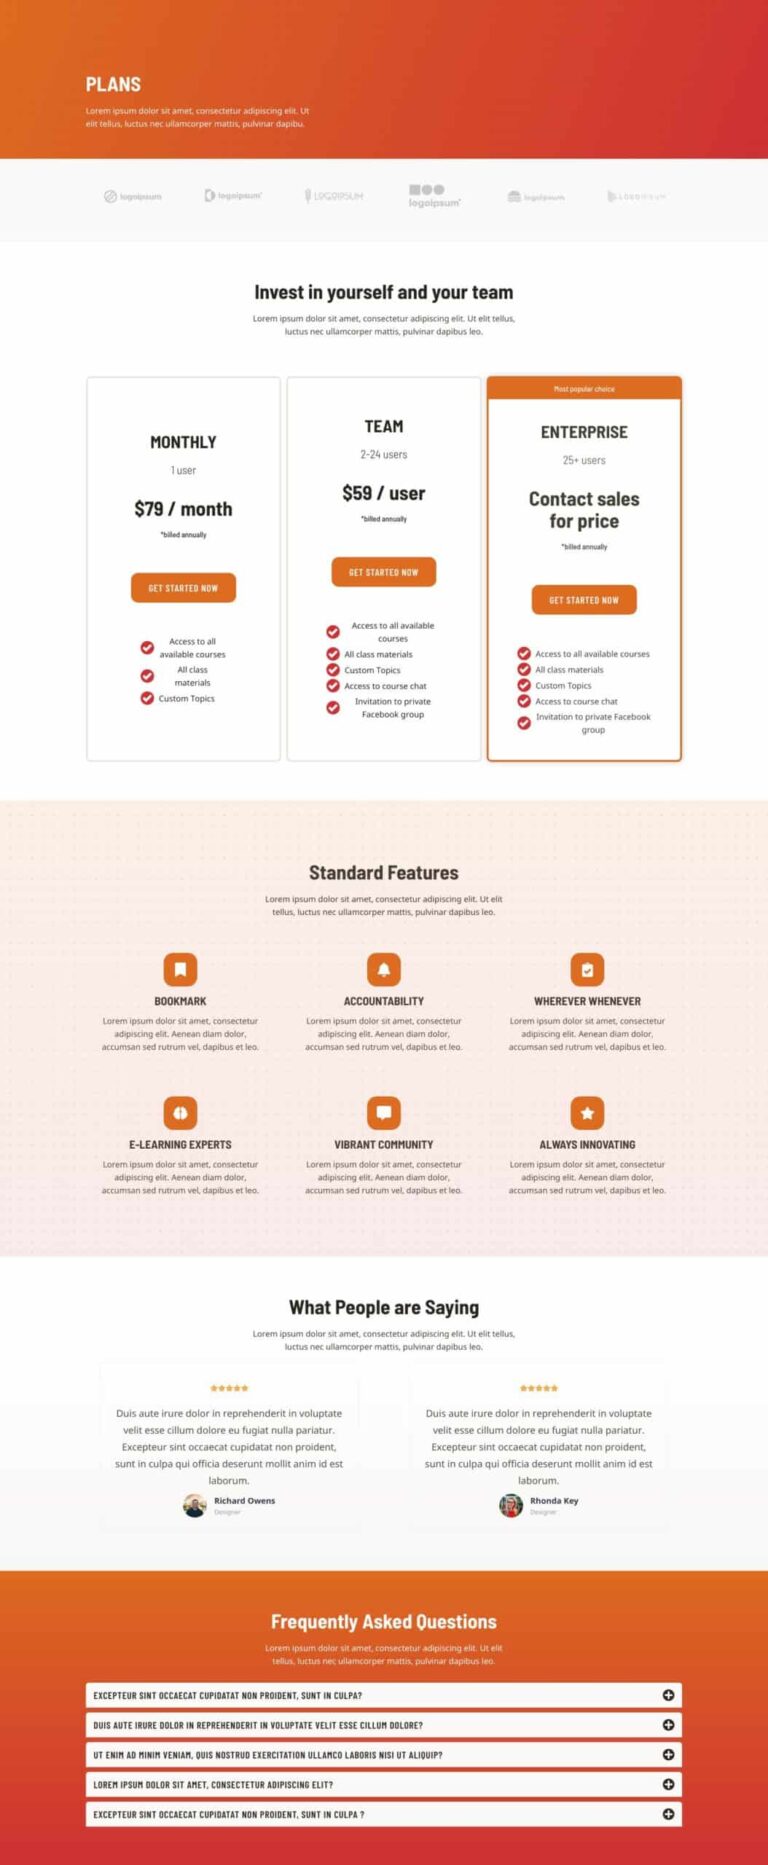 PLANS
Lorem ipsum dolor sit amet, consectetur adipiscing elit. Ut
elit tellus, luctus nec ullamcorper mattis, pulvinar dapibu.
logoipsum
logoipsum
LOGOIPSUM
logoipsum
logoipsum
LOGOIPSUM
Invest in yourself and your team
Lorem ipsum dolor sit amet, consectetur adipiscing elit. Ut elit tellus,
luctus nec ullamcorper mattis, pulvinar dapibus leo.
MONTHLY
1 user
$79 / month
*billed annually
GET STARTED NOW
Access to all
available courses
All class
materials
Custom Topics
TEAM
2-24 users
$59 / user
*billed annually
GET STARTED NOW
Access to all available
courses
All class materials
Custom Topics
Access to course chat
Invitation to private
Facebook group
Most popular choice
ENTERPRISE
25+ users
Contact sales
for price
*billed annually
GET STARTED NOW
Access to all available courses
All class materials
Custom Topics
Access to course chat
Invitation to private Facebook
group
Standard Features
Lorem ipsum dolor sit amet, consectetur adipiscing elit. Ut elit
tellus, luctus nec ullamcorper mattis, pulvinar dapibus leo.
BOOKMARK
Lorem ipsum dolor sit amet, consectetur
adipiscing elit. Aenean diam dolor,
accumsan sed rutrum vel, dapibus et leo.
ACCOUNTABILITY
Lorem ipsum dolor sit amet, consectetur
adipiscing elit. Aenean diam dolor,
accumsan sed rutrum vel, dapibus et leo.
WHEREVER WHENEVER
Lorem ipsum dolor sit amet, consectetur
adipiscing elit. Aenean diam dolor,
accumsan sed rutrum vel, dapibus et leo.
E-LEARNING EXPERTS
Lorem ipsum dolor sit amet, consectetur
adipiscing elit. Aenean diam dolor,
accumsan sed rutrum vel, dapibus et leo.
VIBRANT COMMUNITY
Lorem ipsum dolor sit amet, consectetur
adipiscing elit. Aenean diam dolor,
accumsan sed rutrum vel, dapibus et leo.
ALWAYS INNOVATING
Lorem ipsum dolor sit amet, consectetur
adipiscing elit. Aenean diam dolor,
accumsan sed rutrum vel, dapibus et leo.
What People are Saying
Lorem ipsum dolor sit amet, consectetur adipiscing elit. Ut elit tellus,
luctus nec ullamcorper mattis, pulvinar dapibus leo.
Duis aute irure dolor in reprehenderit in voluptate
velit esse cillum dolore eu fugiat nulla pariatur.
Excepteur sint occaecat cupidatat non proident,
sunt in culpa qui officia deserunt mollit anim id est
laborum.
Richard Owens
Designer
Duis aute irure dolor in reprehenderit in voluptate
velit esse cillum dolore eu fugiat nulla pariatur.
Excepteur sint occaecat cupidatat non proident,
sunt in culpa qui officia deserunt mollit anim id est
laborum.
Rhonda Key
Designer
Frequently Asked Questions
Lorem ipsum dolor sit amet, consectetur adipiscing elit. Ut elit
tellus, luctus nec ullamcorper mattis, pulvinar dapibus leo.
EXCEPTEUR SINT OCCAECAT CUPIDATAT NON PROIDENT, SUNT IN CULPA?
DUIS AUTE IRURE DOLOR IN REPREHENDERIT IN VOLUPTATE VELIT ESSE CILLUM DOLORE?
UT ENIM AD MINIM VENIAM, QUIS NOSTRUD EXERCITATION ULLAMCO LABORIS NISI UT ALIQUIP?
LOREM IPSUM DOLOR SIT AMET, CONSECTETUR ADIPISCING ELIT?
EXCEPTEUR SINT OCCAECAT CUPIDATAT NON PROIDENT, SUNT IN CULPA ?